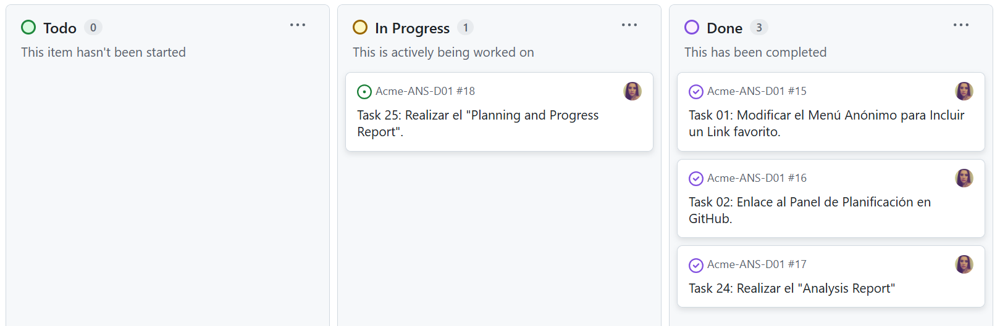 Todo 0
This item hasn't been started
In Progress 1
This is actively being worked on
Acme-ANS-D01 #18
Task 25: Realizar el "Planning and Progress
Report".
Done 3
This has been completed
Acme-ANS-D01 #15
Task 01: Modificar el Menú Anónimo para Incluir
un Link favorito.
Acme-ANS-D01 #16
Task 02: Enlace al Panel de Planificación en
GitHub.
Acme-ANS-D01 #17
Task 24: Realizar el "Analysis Report"